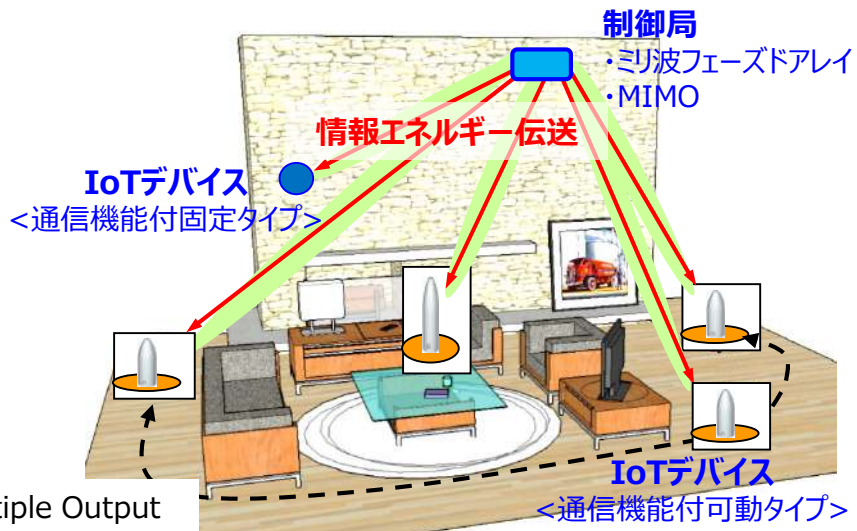 制御局
・ミリ波フェーズドアレイ
・MIMO
情報エネルギー伝送
IoTデバイス
<通信機能付固定タイプ>
IoTデバイス
<通信機能付可動タイプ>
tiple Output